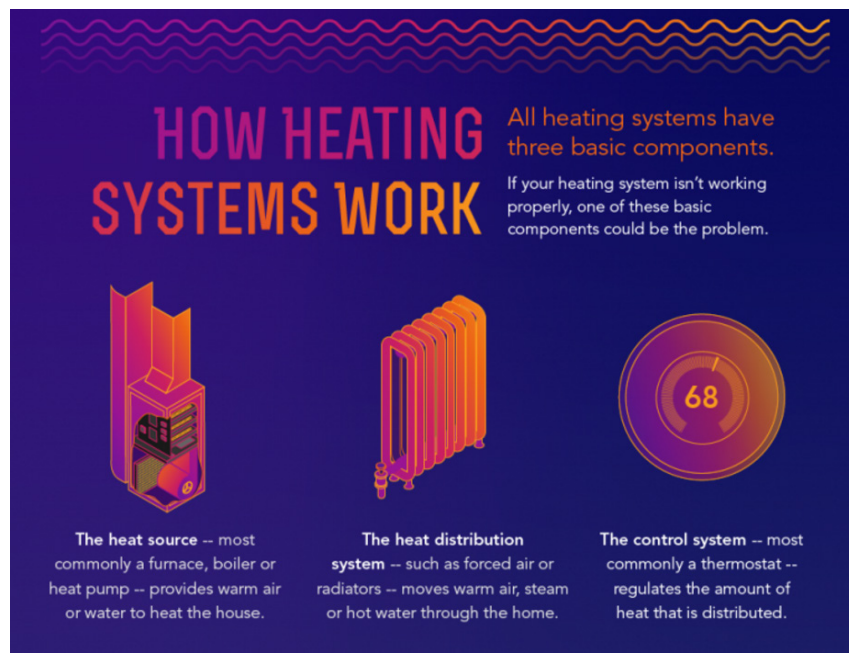 HOW HEATING
SYSTEMS WORK
All heating systems have
three basic components.
If your heating system isn't working
properly, one of these basic
components could be the problem.
68
The heat source -- most
commonly a furnace, boiler or
heat pump -- provides warm air
or water to heat the house.
The heat distribution
system -- such as forced air or
radiators -- moves warm air, steam
or hot water through the home.
The control system -- most
commonly a thermostat --
regulates the amount of
heat that is distributed.